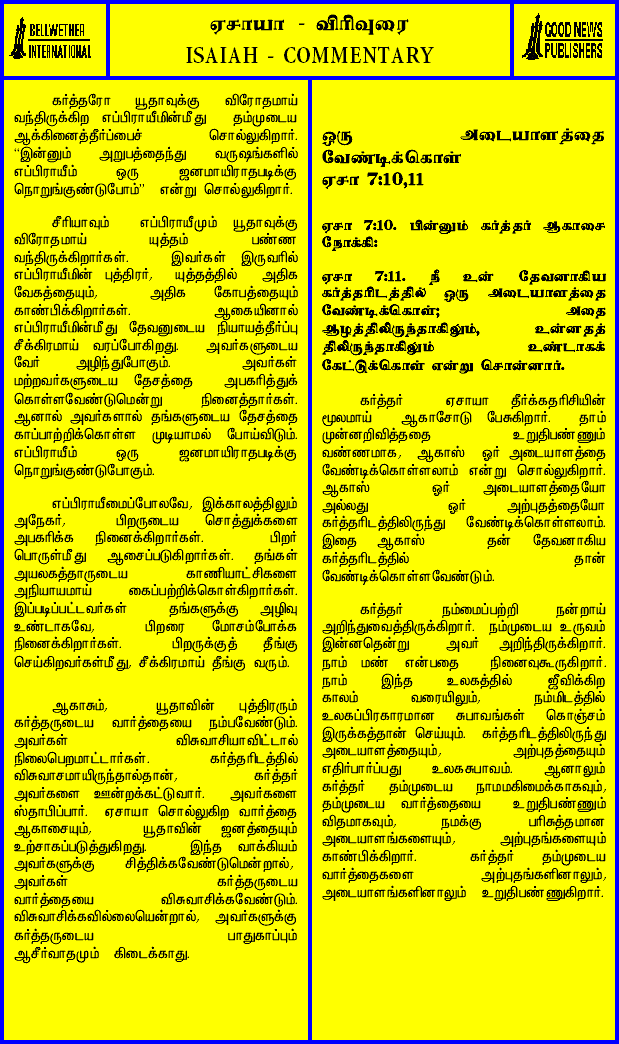 BELLWETHER
INTERNATIONAL
ஏசாயா - விரிவுரை
ISAIAH - COMMENTARY
GOOD NEWS
PUBLISHERS
கர்த்தரோ யூதாவுக்கு விரோதமாய்
வந்திருக்கிற எப்பிராயீமின்மீது தம்முடைய
ஆக்கினைத்தீர்ப்பைச் சொல்லுகிறார்.
“இன்னும் அறுபத்தைந்து வருஷங்களில்
எப்பிராயீம் ஒரு ஜனமாயிராதபடிக்கு
நொறுங்குண்டுபோம்” என்று சொல்லுகிறார்.
சீரியாவும் எப்பிராயீமும் யூதாவுக்கு
விரோதமாய் யுத்தம் பண்ண
வந்திருக்கிறார்கள். இவர்கள் இருவரில்
எப்பிராயீமின் புத்திரர், யுத்தத்தில் அதிக
வேகத்தையும், அதிக கோபத்தையும்
காண்பிக்கிறார்கள். ஆகையினால்
எப்பிராயீமின்மீது தேவனுடைய நியாயத்தீர்ப்பு
சீக்கிரமாய் வரப்போகிறது. அவர்களுடைய
வேர் அழிந்துபோகும். அவர்கள்
மற்றவர்களுடைய தேசத்தை அபகரித்துக்
கொள்ளவேண்டுமென்று நினைத்தார்கள்.
ஆனால் அவர்களால் தங்களுடைய தேசத்தை
காப்பாற்றிக்கொள்ள முடியாமல் போய்விடும்.
எப்பிராயீம் ஒரு ஜனமாயிராதபடிக்கு
நொறுங்குண்டுபோகும்.
எப்பிராயீமைப்போலவே, இக்காலத்திலும்
அநேகர், பிறருடைய சொத்துக்களை
அபகரிக்க நினைக்கிறார்கள். பிறர்
பொருள்மீது ஆசைப்படுகிறார்கள். தங்கள்
அயலகத்தாருடைய காணியாட்சிகளை
அநியாயமாய் கைப்பற்றிக்கொள்கிறார்கள்.
இப்படிப்பட்டவர்கள் தங்களுக்கு அழிவு
உண்டாகவே, பிறரை மோசம்போக்க
நினைக்கிறார்கள். பிறருக்குத் தீங்கு
செய்கிறவர்கள்மீது, சீக்கிரமாய் தீங்கு வரும்.
ஆகாசும், யூதாவின் புத்திரரும்
கர்த்தருடைய வார்த்தையை நம்பவேண்டும்.
அவர்கள் விசுவாசியாவிட்டால்
நிலைபெறமாட்டார்கள். கர்த்தரிடத்தில்
விசுவாசமாயிருந்தால்தான், கர்த்தர்
அவர்களை ஊன்றக்கட்டுவார். அவர்களை
ஸ்தாபிப்பார். ஏசாயா சொல்லுகிற வார்த்தை
ஆகாசையும், யூதாவின் ஜனத்தையும்
உற்சாகப்படுத்துகிறது. இந்த வாக்கியம்
அவர்களுக்கு சித்திக்கவேண்டுமென்றால்,
அவர்கள் கர்த்தருடைய
வார்த்தையை விசுவாசிக்கவேண்டும்.
விசுவாசிக்கவில்லையென்றால், அவர்களுக்கு
கர்த்தருடைய பாதுகாப்பும்
ஆசீர்வாதமும் கிடைக்காது.
ஒரு அடையாளத்தை
வேண்டிக்கொள்
ஏசா 7:10,11
ஏசா 7:10. பின்னும் கர்த்தர் ஆகாசை
நோக்கி:
ஏசா 7:11. நீ உன் தேவனாகிய
கர்த்தரிடத்தில் ஒரு அடையாளத்தை
வேண்டிக்கொள்; அதை
ஆழத்திலிருந்தாகிலும், உன்னதத்
திலிருந்தாகிலும் உண்டாகக்
கேட்டுக்கொள் என்று சொன்னார்.
கர்த்தர் ஏசாயா தீர்க்கதரிசியின்
மூலமாய் ஆகாசோடு பேசுகிறார். தாம்
முன்னறிவித்ததை உறுதிபண்ணும்
வண்ணமாக, ஆகாஸ் ஓர் அடையாளத்தை
வேண்டிக்கொள்ளலாம் என்று சொல்லுகிறார்.
ஆகாஸ் ஓர் அடையாளத்தையோ
அல்லது ஓர் அற்புதத்தையோ
கர்த்தரிடத்திலிருந்து வேண்டிக்கொள்ளலாம்.
இதை ஆகாஸ் தன் தேவனாகிய
கர்த்தரிடத்தில் தான்
வேண்டிக்கொள்ளவேண்டும்.
கர்த்தர் நம்மைப்பற்றி நன்றாய்
அறிந்துவைத்திருக்கிறார். நம்முடைய உருவம்
இன்னதென்று அவர் அறிந்திருக்கிறார்.
நாம் மண் என்பதை நினைவுகூருகிறார்.
நாம் இந்த உலகத்தில் ஜீவிக்கிற
காலம் வரையிலும், நம்மிடத்தில்
உலகப்பிரகாரமான சுபாவங்கள் கொஞ்சம்
இருக்கத்தான் செய்யும். கர்த்தரிடத்திலிருந்து
அடையாளத்தையும், அற்புதத்தையும்
எதிர்பார்ப்பது உலகசுபாவம். ஆனாலும்
கர்த்தர் தம்முடைய நாமமகிமைக்காகவும்,
தம்முடைய வார்த்தையை உறுதிபண்ணும்
விதமாகவும், நமக்கு பரிசுத்தமான
அடையாளங்களையும், அற்புதங்களையும்
காண்பிக்கிறார். கர்த்தர் தம்முடைய
வார்த்தைகளை அற்புதங்களினாலும்,
அடையாளங்களினாலும் உறுதிபண்ணுகிறார்.